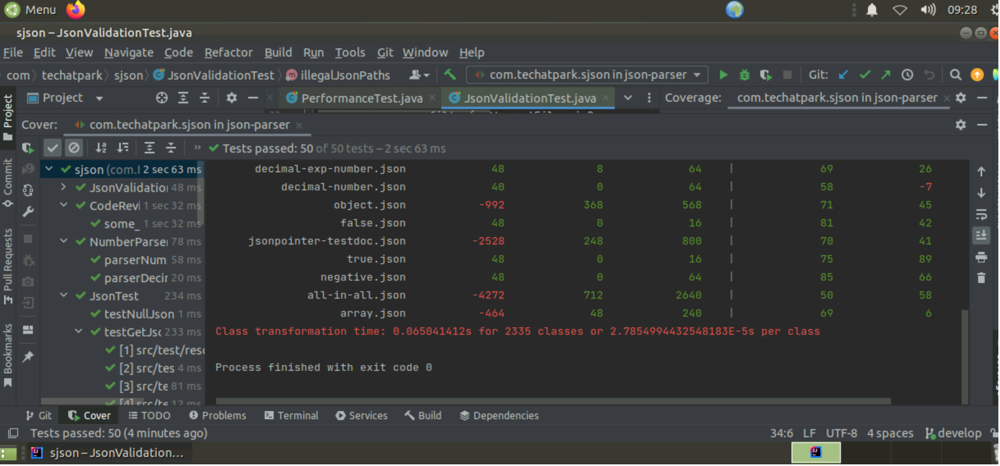 Menu 09:28
sjson – JsonValidationTest.java
File Edit View Navigate Code Refactor Build Run Tools Git Window Help
com techatpark sjson JsonValidationTest illegalJsonPaths com.techatpark.sjson in json-parser Git:
Project PerformanceTest.java JsonValidationTest.java Coverage: com.techatpark.sjson in json-parser
Cover: com.techatpark.sjson in json-parser
Tests passed: 50 of 50 tests – 2 sec 63 ms
Project
Commit
Pull Requests
Bookmarks
sjson (com.t 2 sec 63 ms
JsonValidation 48 ms
CodeRevi 1 sec 32 ms
some_ 1 sec 32 ms
NumberParse 78 ms
parserNum 58 ms
parserDecir 20 ms
JsonTest 234 ms
testNullJson 1 ms
testGetJso 233 ms
[1] src/test/reso
[2] src/tes 4 ms
[3] src/te 81 ms
[4] src/te 12 ms
decimal-exp-number.json 48 8 64 | 69 26
decimal-number.json 40 0 64 | 58 -7
object.json -992 368 568 | 71 45
false.json 48 0 16 | 81 42
jsonpointer-testdoc.json -2528 248 800 | 70 41
true.json 48 0 16 | 75 89
negative.json 48 0 64 | 85 66
all-in-all.json -4272 712 2640 | 50 58
array.json -464 48 240 | 69 6
Class transformation time: 0.065041412s for 2335 classes or 2.7854994432548183E-5s per class
Process finished with exit code 0
Git Cover TODO Problems Terminal Services Build Dependencies
Tests passed: 50 (4 minutes ago) 34:6 LF UTF-8 4 spaces develop
sjson – JsonValidation...